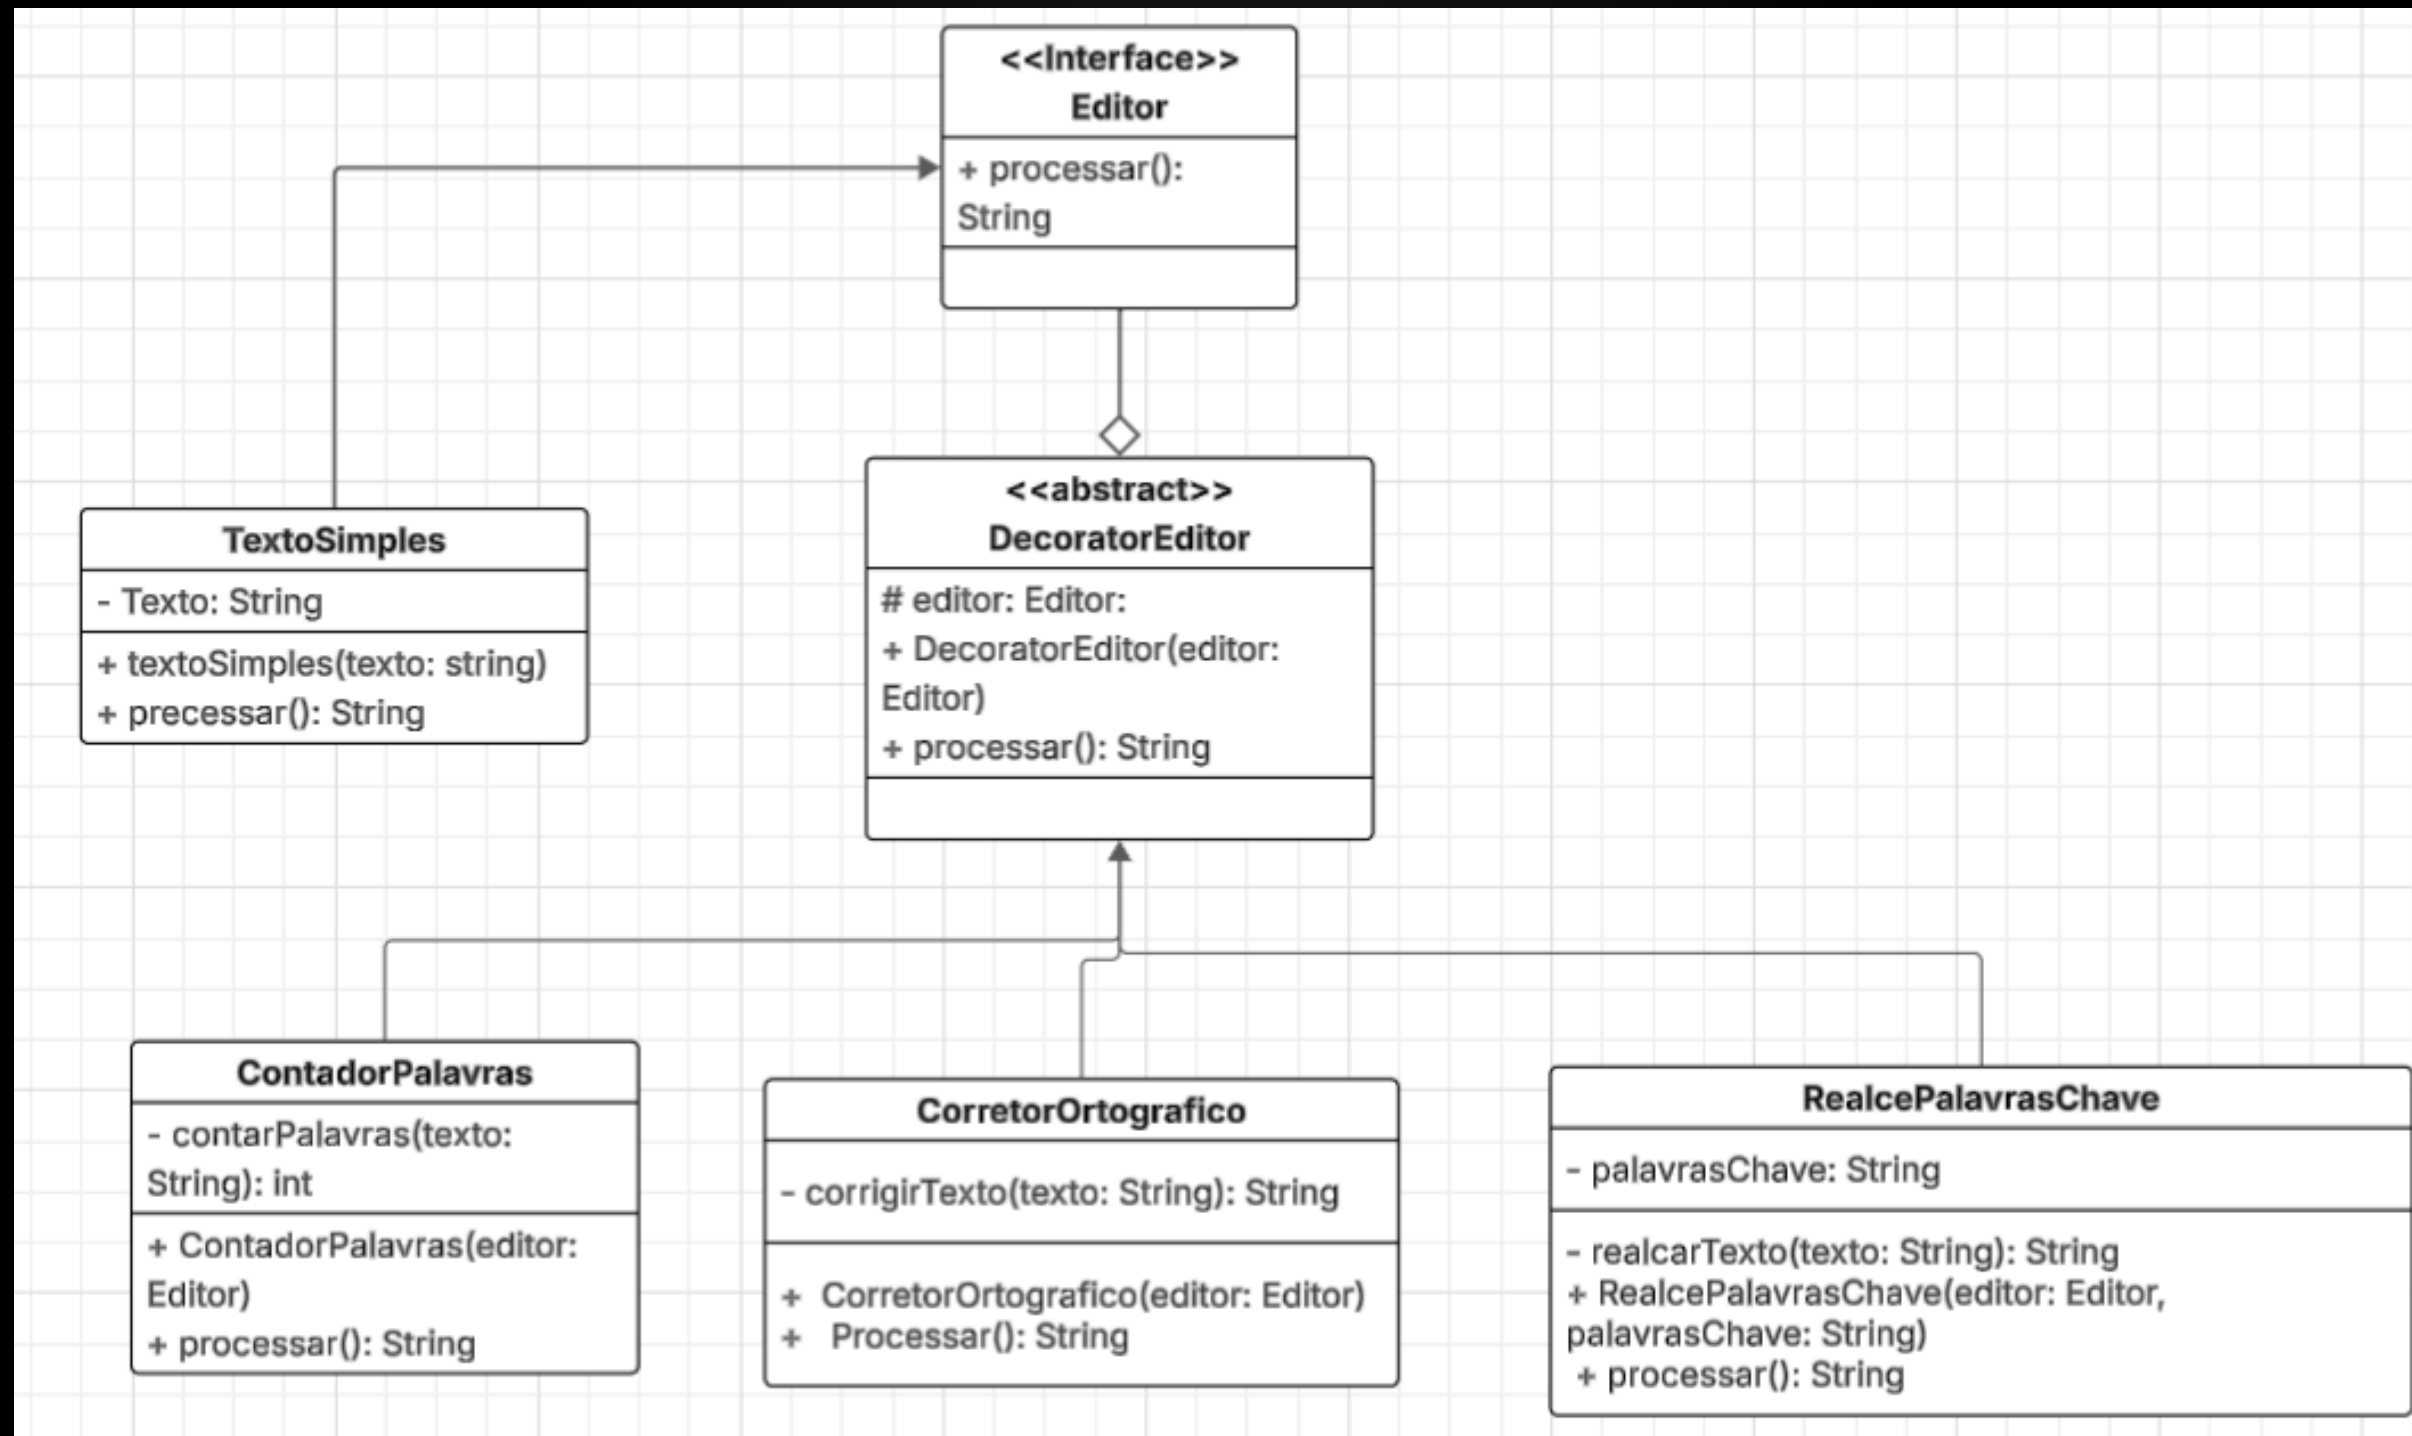 <<Interface>>
Editor
+ processar():
String
TextoSimples
- Texto: String
+ textoSimples(texto: string)
+ precessar(): String
<<abstract>>
DecoratorEditor
# editor: Editor:
+ DecoratorEditor(editor:
Editor)
+ processar(): String
ContadorPalavras
- contarPalavras(texto:
String): int
+ ContadorPalavras(editor:
Editor)
+ processar(): String
CorretorOrtografico
- corrigirTexto(texto: String): String
+ CorretorOrtografico(editor: Editor)
+ Processar(): String
RealcePalavrasChave
- palavrasChave: String
- realcarTexto(texto: String): String
+ RealcePalavrasChave(editor: Editor,
palavrasChave: String)
+ processar(): String